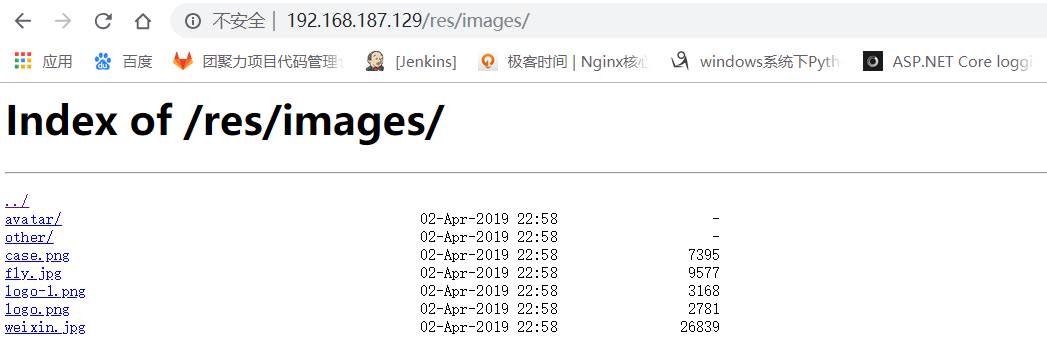 不安全 | 192.168.187.129/res/images/
应用 百度 团聚力项目代码管理 [Jenkins] 极客时间 | Nginx核心 windows系统下Pyth ASP.NET Core loggi
Index of /res/images/
../
avatar/ 02-Apr-2019 22:58 -
other/ 02-Apr-2019 22:58 -
case.png 02-Apr-2019 22:58 7395
fly.jpg 02-Apr-2019 22:58 9577
logo-1.png 02-Apr-2019 22:58 3168
logo.png 02-Apr-2019 22:58 2781
weixin.jpg 02-Apr-2019 22:58 26839